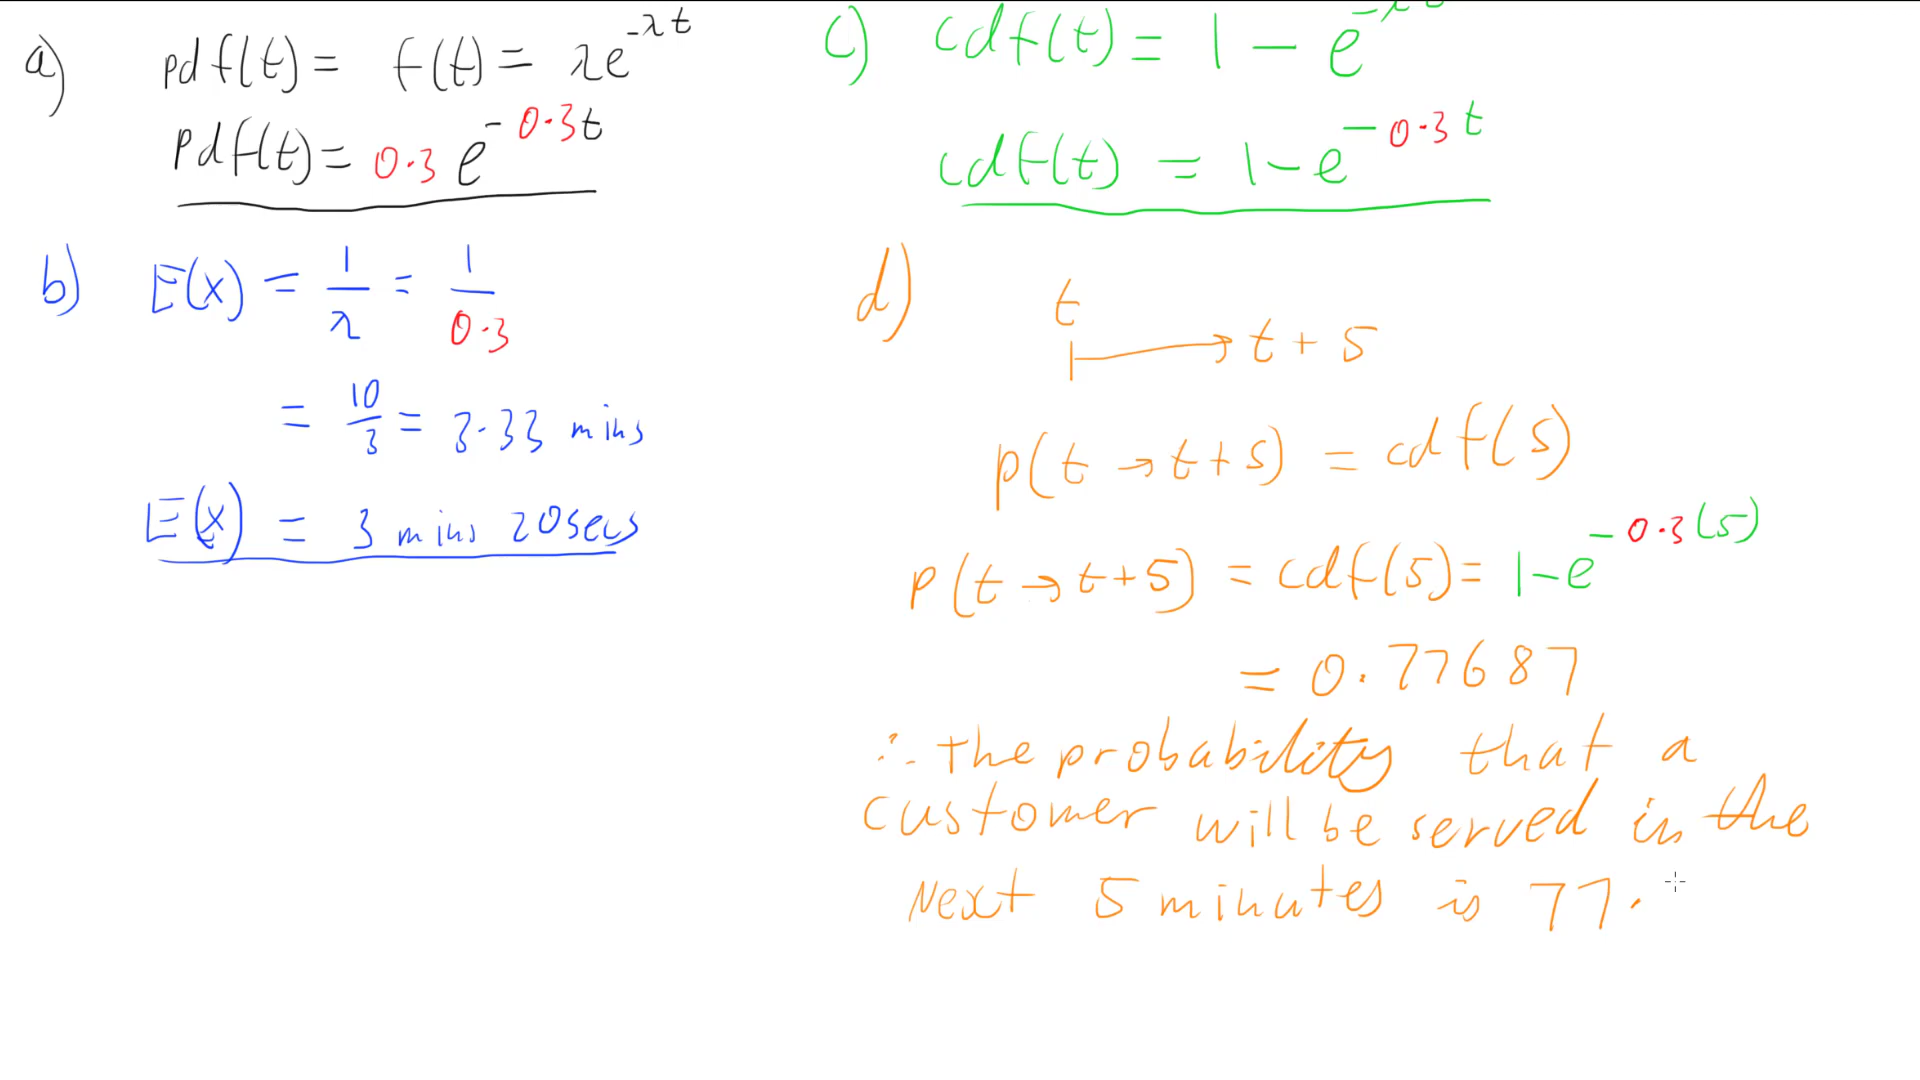 a) pdf(t) = f(t) = λe^-λt
pdf(t) = 0.3 e^-0.3t
b) E(x) = 1/λ = 1/0.3
= 10/3 = 3.33 mins
E(x) = 3 mins 20secs
c) cdf(t) = 1 - e^-λt
cdf(t) = 1-e^-0.3t
d) t → t + 5
p(t → t+5) = cdf(5)
p(t → t+5) = cdf(5) = 1-e^-0.3(5)
= 0.77687
∴ the probability that a
customer will be served in the
next 5 minutes is 77.